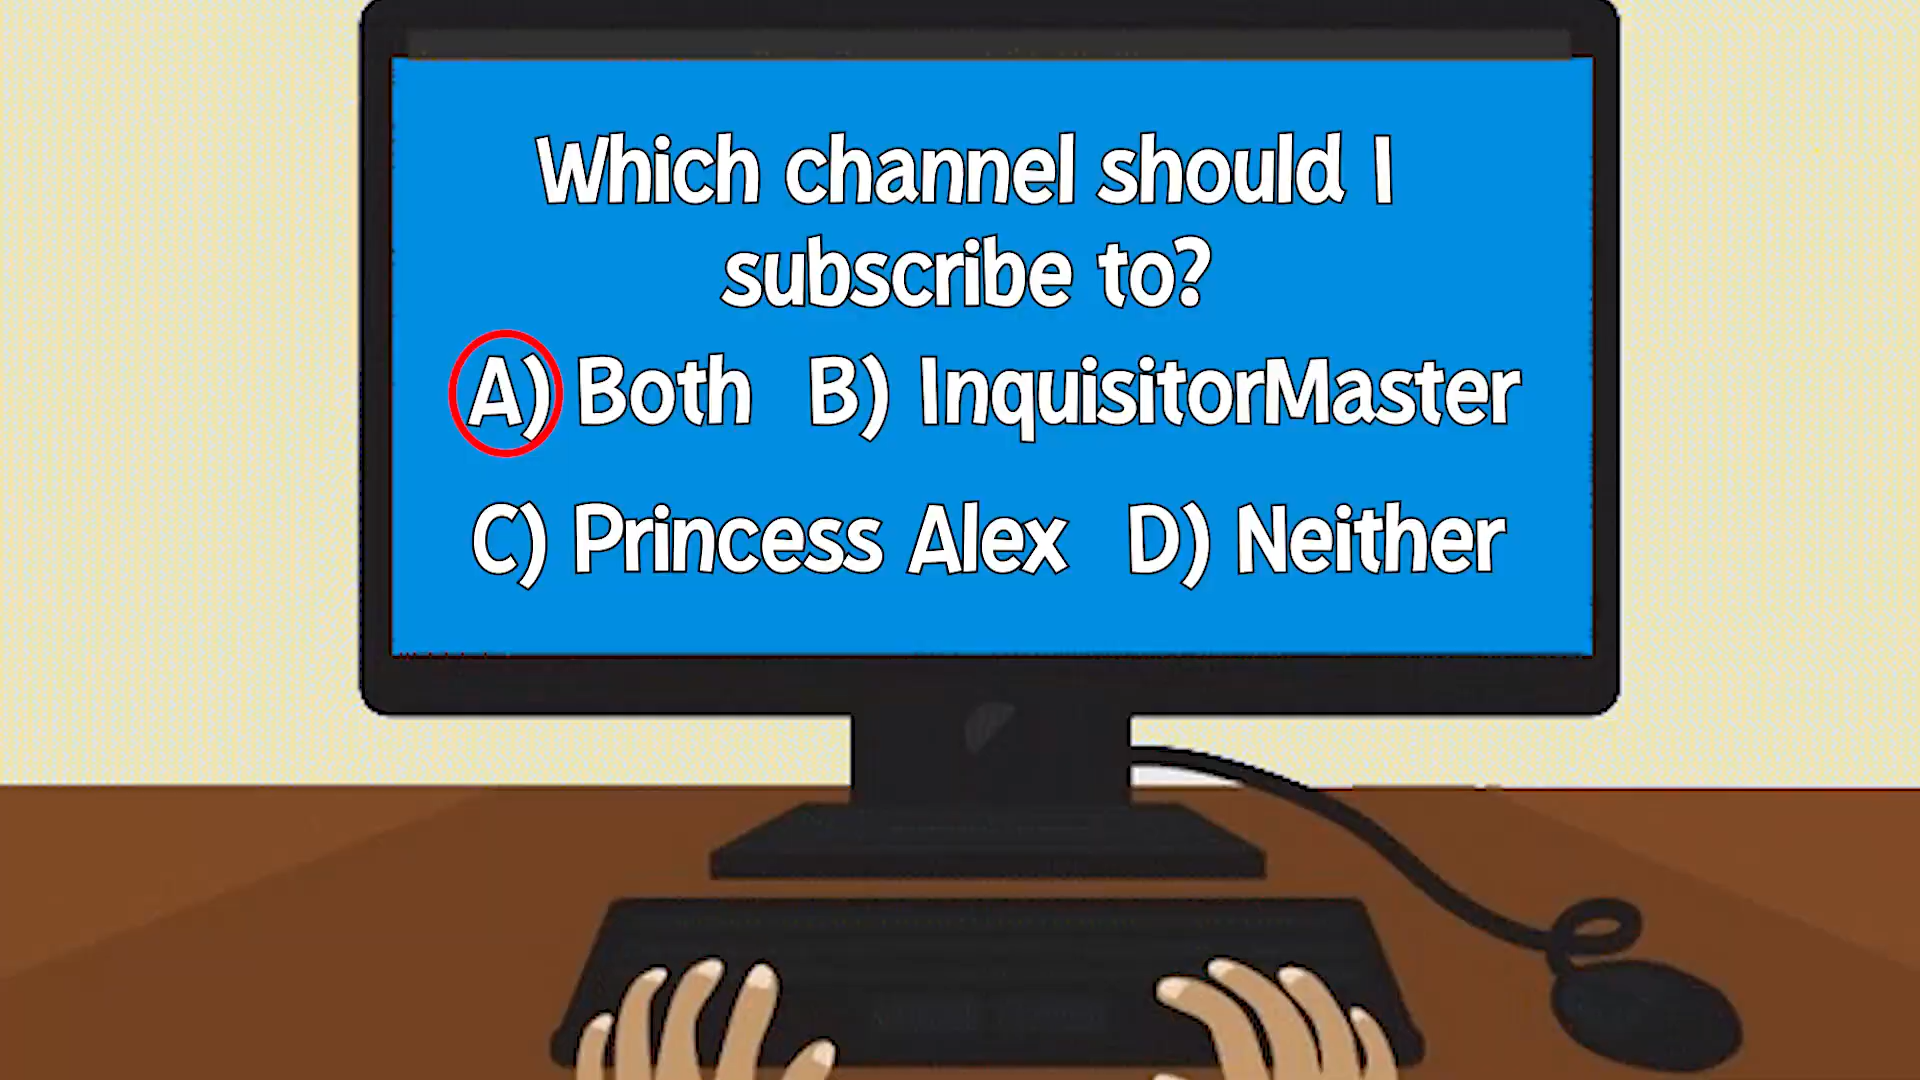 Which channel should I
subscribe to?
A) Both B) InquisitorMaster
C) Princess Alex D) Neither